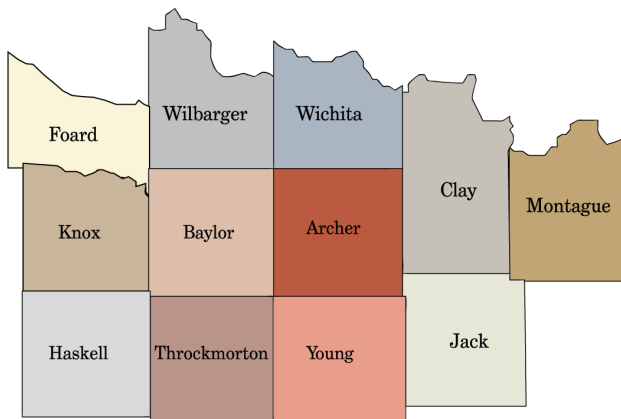 Foard
Wilbarger
Wichita
Clay
Montague
Knox
Baylor
Archer
Haskell
Throckmorton
Young
Jack